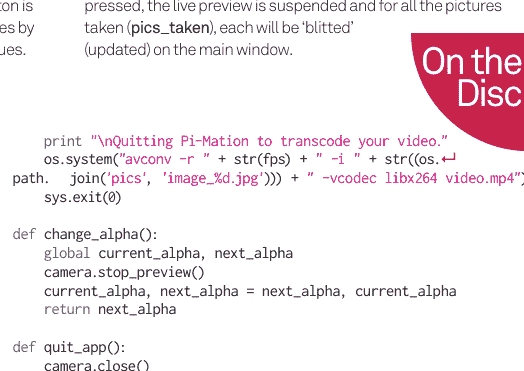 ton is
es by
ues.
pressed, the live preview is suspended and for all the pictures
taken (pics_taken), each will be ‘blitted’
(updated) on the main window.
On the
Disc
print "\nQuitting Pi-Mation to transcode your video."
os.system("avconv -r " + str(fps) + " -i " + str((os.↵
path.  join('pics', 'image_%d.jpg'))) + " -vcodec libx264 video.mp4")
sys.exit(0)
def change_alpha():
global current_alpha, next_alpha
camera.stop_preview()
current_alpha, next_alpha = next_alpha, current_alpha
return next_alpha
def quit_app():
camera.close()